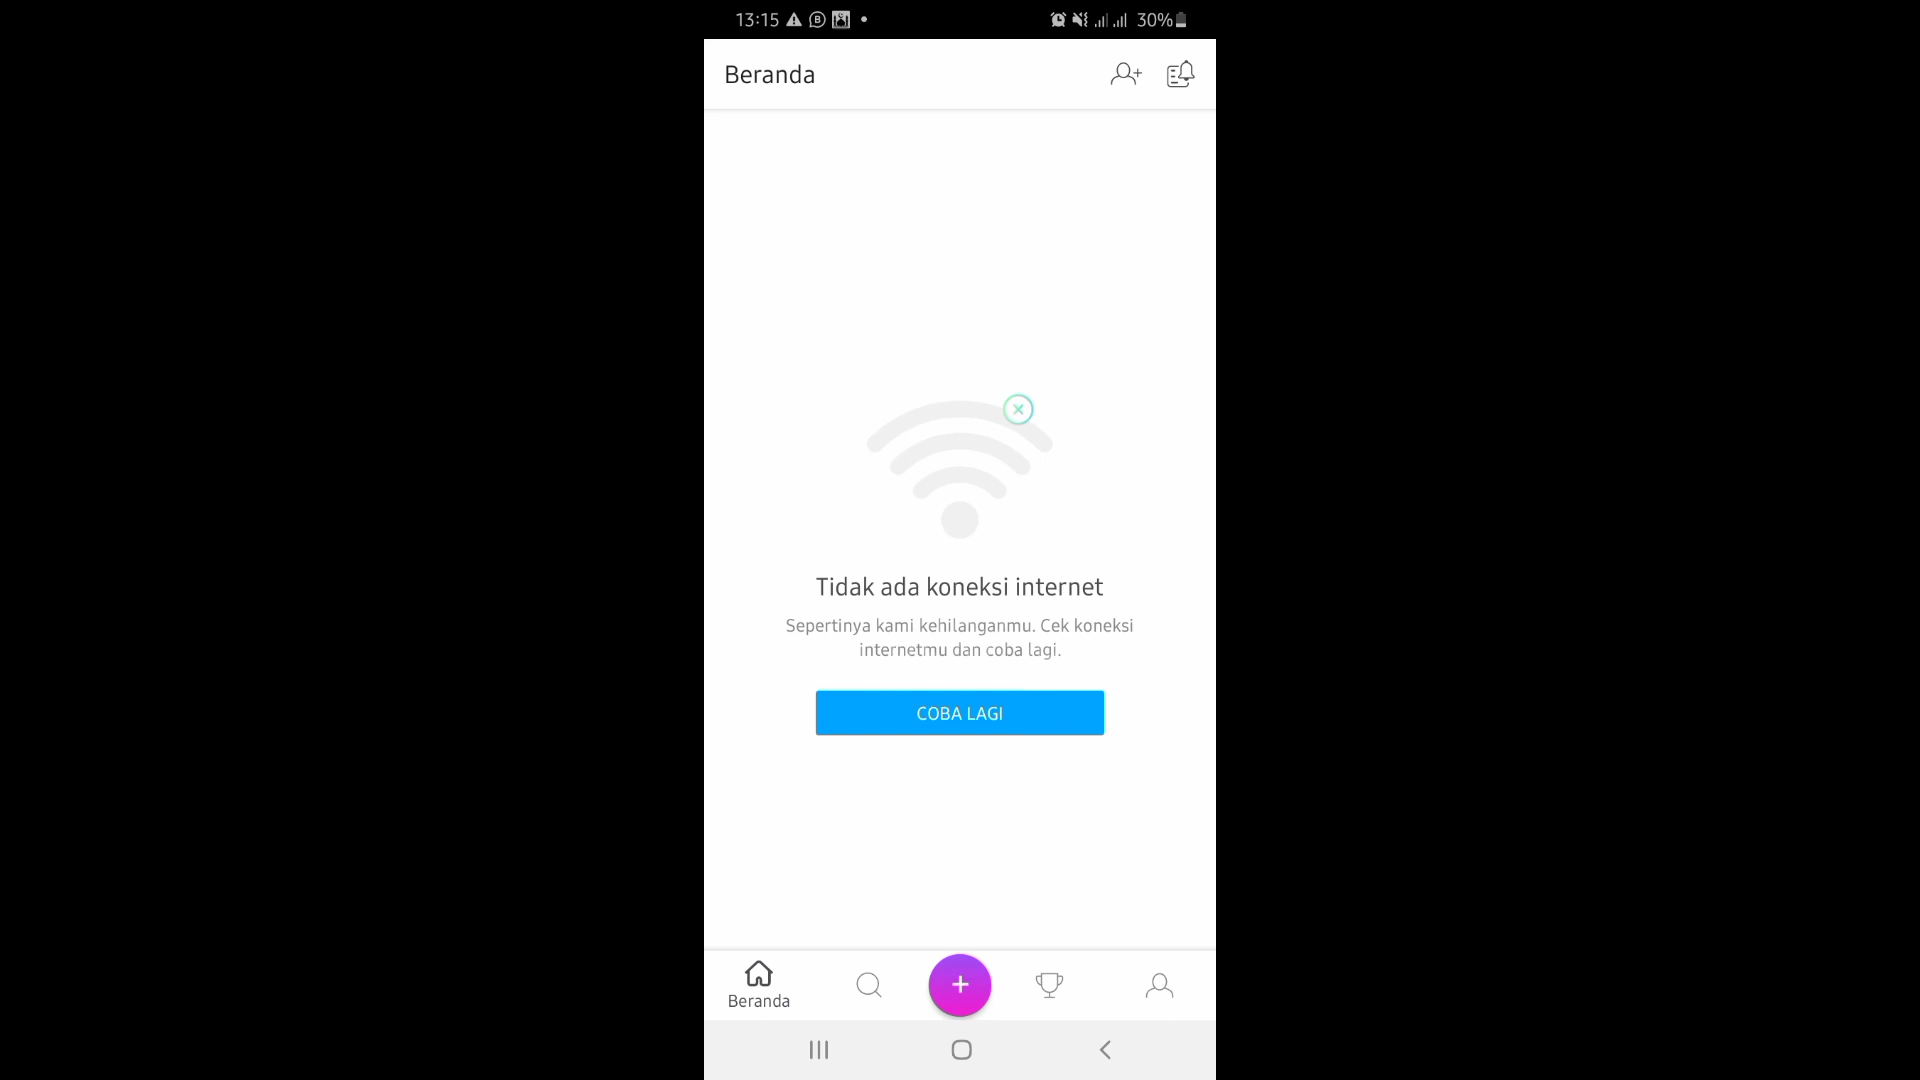 13:15
30%
Beranda
Tidak ada koneksi internet
Sepertinya kami kehilanganmu. Cek koneksi
internetmu dan coba lagi.
COBA LAGI
Beranda